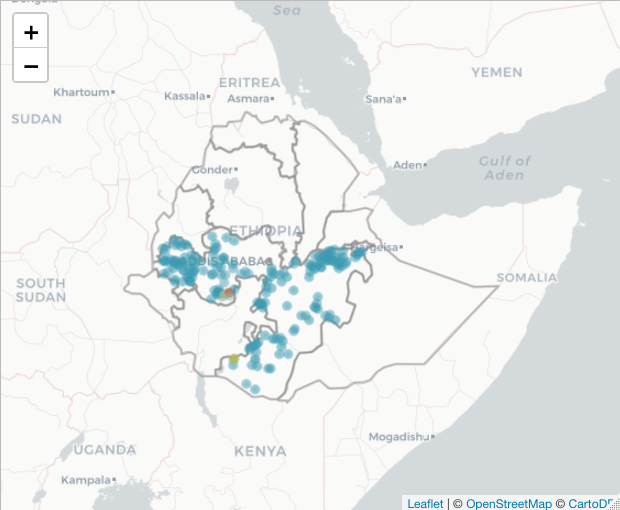 Sea
+
−
ERITREA
YEMEN
Khartoum
Kassala
Asmara
Sana'a
SUDAN
Gulf of
Aden
Aden
Gonder
ETHIOPIA
ADDIS ABABA
Hargeisa
SOUTH
SUDAN
SOMALIA
Mogadishu
UGANDA
KENYA
Kampala
Leaflet | © OpenStreetMap © CartoDB